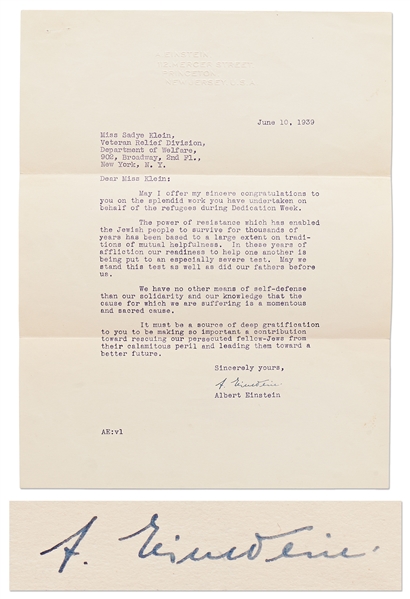 A. EINSTEIN
112 MERCER STREET
PRINCETON
NEW JERSEY, U.S.A.
June 10, 1939
Miss Sadye Klein,
Veteran Relief Division,
Department of Welfare,
902, Broadway, 2nd Fl.,
New York, N. Y.
Dear Miss Klein:
May I offer my sincere congratulations to
you on the splendid work you have undertaken on
behalf of the refugees during Dedication Week.
The power of resistance which has enabled
the Jewish people to survive for thousands of
years has been based to a large extent on tradi-
tions of mutual helpfulness. In these years of
affliction our readiness to help one another is
being put to an especially severe test. May we
stand this test as well as did our fathers before
us.
We have no other means of self-defense
than our solidarity and our knowledge that the
cause for which we are suffering is a momentous
and sacred cause.
It must be a source of deep gratification
to you to be making so important a contribution
toward rescuing our persecuted fellow-Jews from
their calamitous peril and leading them toward a
better future.
Sincerely yours,
A. Einstein.
Albert Einstein
AE:vl
A. Einstein.